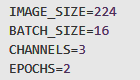 IMAGE_SIZE=224
BATCH_SIZE=16
CHANNELS=3
EPOCHS=2